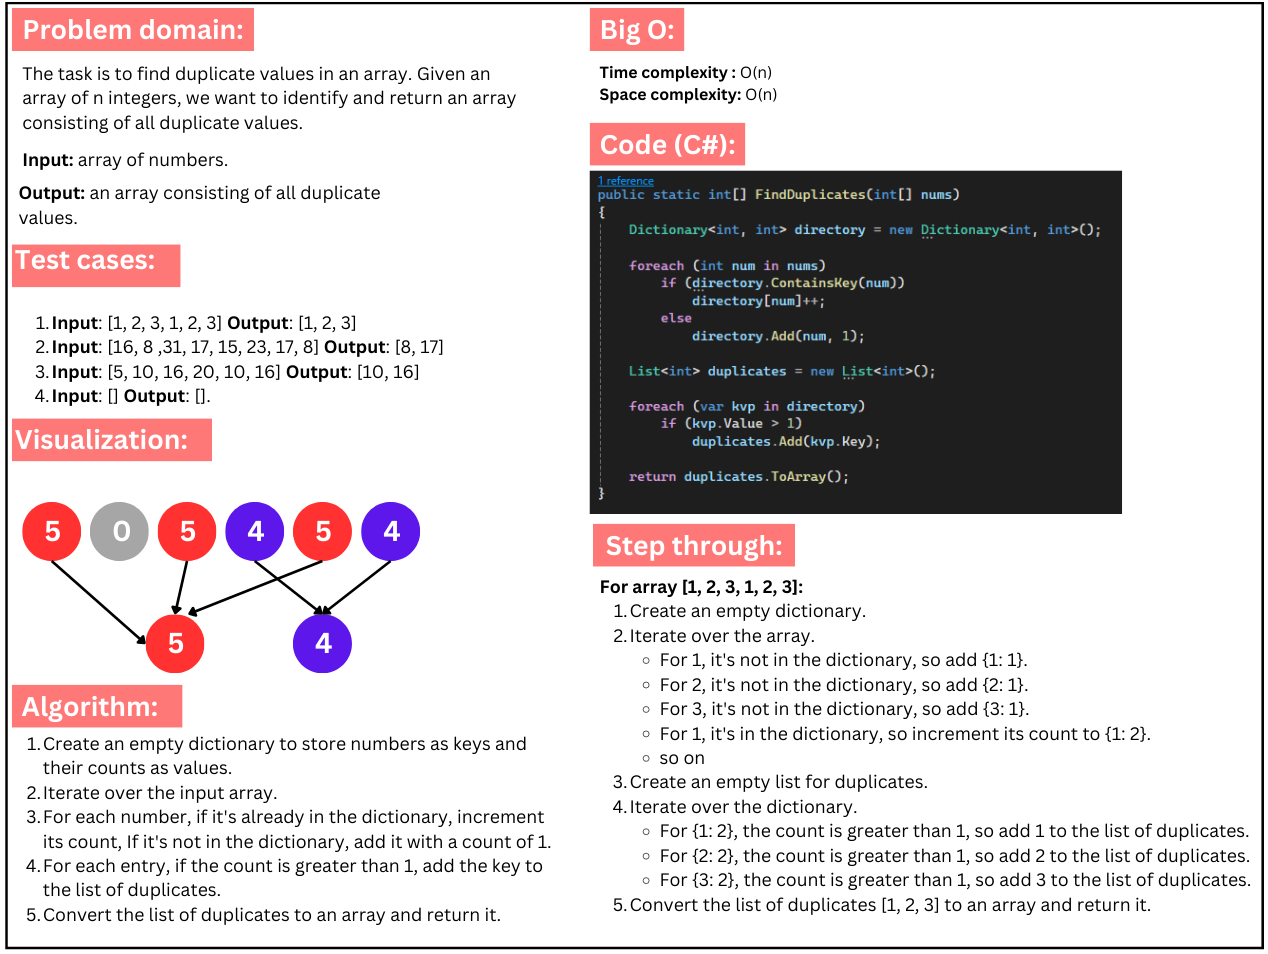 Problem domain:
The task is to find duplicate values in an array. Given an
array of n integers, we want to identify and return an array
consisting of all duplicate values.
Input: array of numbers.
Output: an array consisting of all duplicate
values.
Test cases:
1. Input: [1, 2, 3, 1, 2, 3] Output: [1, 2, 3]
2. Input: [16, 8 ,31, 17, 15, 23, 17, 8] Output: [8, 17]
3. Input: [5, 10, 16, 20, 10, 16] Output: [10, 16]
4. Input: [] Output: [].
Visualization:
5 0 5 4 5 4
5 4
Algorithm:
1. Create an empty dictionary to store numbers as keys and
their counts as values.
2. Iterate over the input array.
3. For each number, if it's already in the dictionary, increment
its count, If it's not in the dictionary, add it with a count of 1.
4. For each entry, if the count is greater than 1, add the key to
the list of duplicates.
5. Convert the list of duplicates to an array and return it.
Big O:
Time complexity : O(n)
Space complexity: O(n)
Code (C#):
1 reference
public static int[] FindDuplicates(int[] nums)
{
Dictionary<int, int> directory = new Dictionary<int, int>();
foreach (int num in nums)
if (directory.ContainsKey(num))
directory[num]++;
else
directory.Add(num, 1);
List<int> duplicates = new List<int>();
foreach (var kvp in directory)
if (kvp.Value > 1)
duplicates.Add(kvp.Key);
return duplicates.ToArray();
}
Step through:
For array [1, 2, 3, 1, 2, 3]:
1. Create an empty dictionary.
2. Iterate over the array.
○ For 1, it's not in the dictionary, so add {1: 1}.
○ For 2, it's not in the dictionary, so add {2: 1}.
○ For 3, it's not in the dictionary, so add {3: 1}.
○ For 1, it's in the dictionary, so increment its count to {1: 2}.
○ so on
3. Create an empty list for duplicates.
4. Iterate over the dictionary.
○ For {1: 2}, the count is greater than 1, so add 1 to the list of duplicates.
○ For {2: 2}, the count is greater than 1, so add 2 to the list of duplicates.
○ For {3: 2}, the count is greater than 1, so add 3 to the list of duplicates.
5. Convert the list of duplicates [1, 2, 3] to an array and return it.